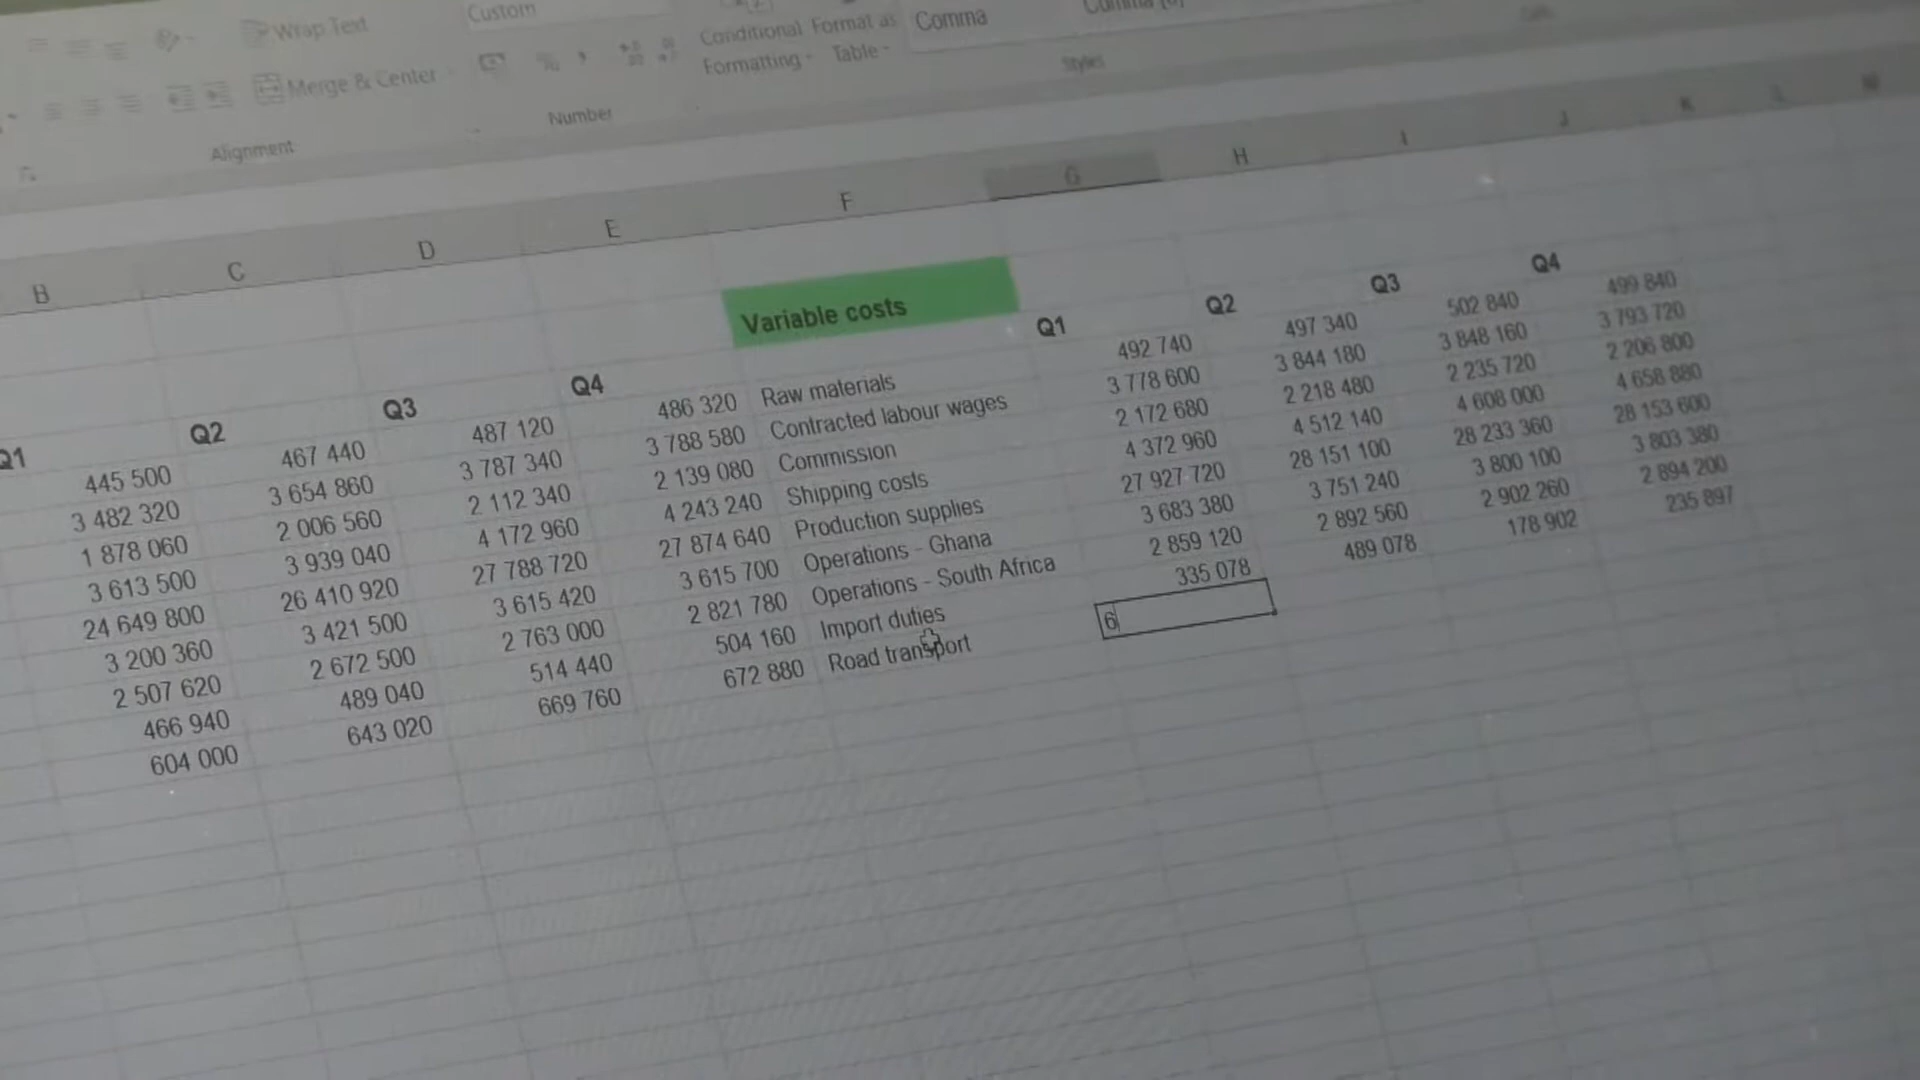 Custom
Wrap Text
Conditional Format as Comma
Merge & Center Formatting Table
Styles
Number
Alignment
B C D E F G H I J K L M
Variable costs
Q1 Q2 Q3 Q4 Q1 Q2 Q3 Q4
445 500 467 440 487 120 486 320 Raw materials 492 740 497 340 502 840 499 840
3 482 320 3 654 860 3 787 340 3 788 580 Contracted labour wages 3 778 600 3 844 180 3 848 160 3 793 720
1 878 060 2 006 560 2 112 340 2 139 080 Commission 2 172 680 2 218 480 2 235 720 2 206 800
3 613 500 3 939 040 4 172 960 4 243 240 Shipping costs 4 372 960 4 512 140 4 608 000 4 658 880
24 649 800 26 410 920 27 788 720 27 874 640 Production supplies 27 927 720 28 151 100 28 233 360 28 153 600
3 200 360 3 421 500 3 615 420 3 615 700 Operations - Ghana 3 683 380 3 751 240 3 800 100 3 803 380
2 507 620 2 672 500 2 763 000 2 821 780 Operations - South Africa 2 859 120 2 892 560 2 902 260 2 894 200
466 940 489 040 514 440 504 160 Import duties 335 078 489 078 178 902 235 897
604 000 643 020 669 760 672 880 Road transport 6